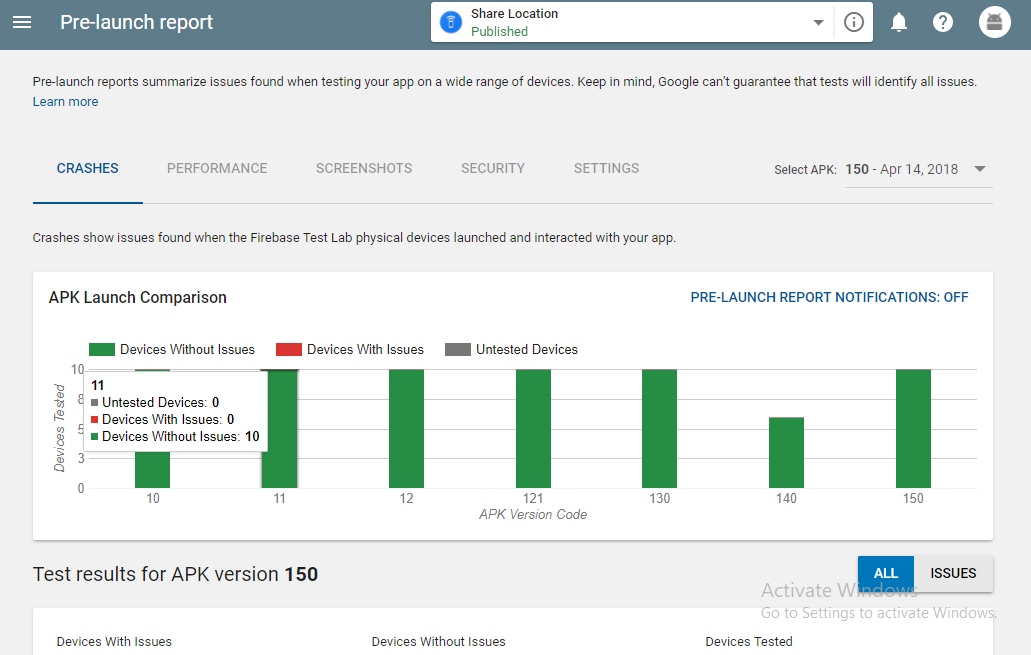 Pre-launch report
Share Location
Published
Pre-launch reports summarize issues found when testing your app on a wide range of devices. Keep in mind, Google can't guarantee that tests will identify all issues.
Learn more
CRASHES PERFORMANCE SCREENSHOTS SECURITY SETTINGS Select APK: 150 - Apr 14, 2018
Crashes show issues found when the Firebase Test Lab physical devices launched and interacted with your app.
APK Launch Comparison PRE-LAUNCH REPORT NOTIFICATIONS: OFF
Devices Without Issues Devices With Issues Untested Devices
Devices Tested
10
8
5
3
0
11
Untested Devices: 0
Devices With Issues: 0
Devices Without Issues: 10
10 11 12 121 130 140 150
APK Version Code
Test results for APK version 150 ALL ISSUES
Activate Windows
Go to Settings to activate Windows.
Devices With Issues Devices Without Issues Devices Tested